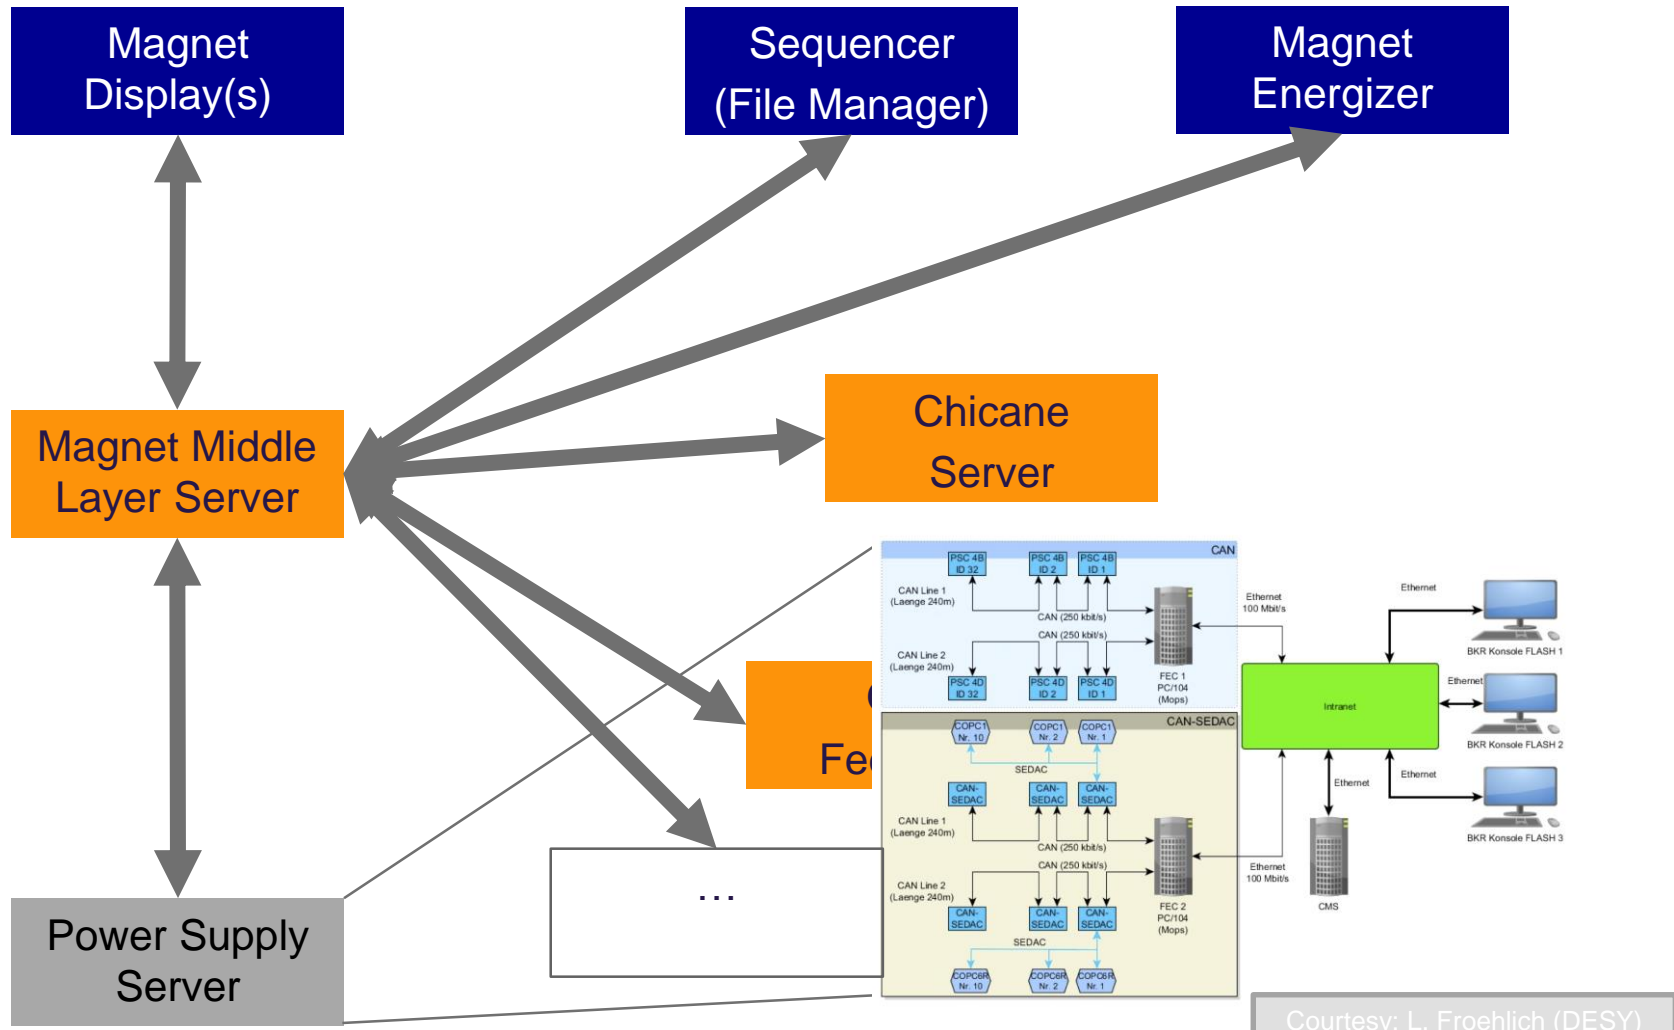 Magnet
Display(s)
Sequencer
(File Manager)
Magnet
Energizer
Magnet Middle
Layer Server
Chicane
Server
Power Supply
Server
...
CAN
PSC 4B
ID 32
PSC 4B
ID 2
PSC 4B
ID 1
CAN Line 1
(Laenge 240m)
CAN (250 kbit/s)
CAN (250 kbit/s)
CAN Line 2
(Laenge 240m)
PSC 4D
ID 32
PSC 4D
ID 2
PSC 4D
ID 1
FEC 1
PC/104
(Mops)
CAN-SEDAC
COPC1
Nr. 10
COPC1
Nr. 2
COPC1
Nr. 1
SEDAC
CAN-
SEDAC
CAN-
SEDAC
CAN-
SEDAC
CAN Line 1
(Laenge 240m)
CAN (250 kbit/s)
CAN (250 kbit/s)
CAN Line 2
(Laenge 240m)
CAN-
SEDAC
CAN-
SEDAC
CAN-
SEDAC
SEDAC
COPC6R
Nr. 10
COPC6R
Nr. 2
COPC6R
Nr. 1
FEC 2
PC/104
(Mops)
Ethernet
100 Mbit/s
Ethernet
100 Mbit/s
Intranet
Ethernet
Ethernet
Ethernet
Ethernet
BKR Konsole FLASH 1
BKR Konsole FLASH 2
BKR Konsole FLASH 3
CMS
Courtesy: L. Froehlich (DESY)